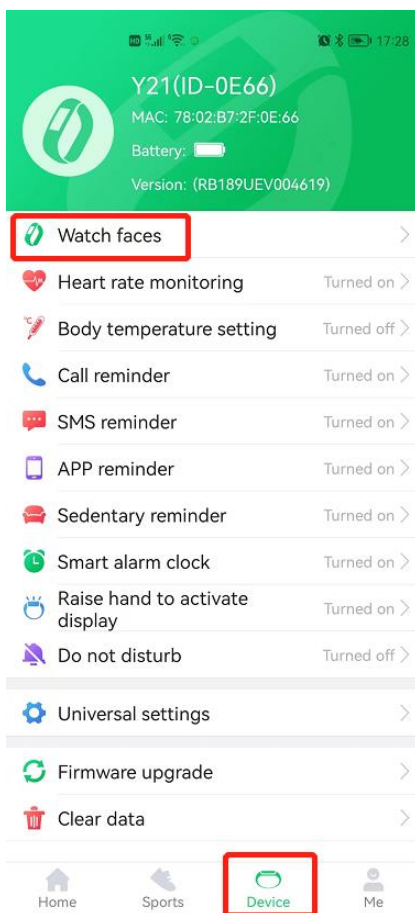 HD 5G 6 17:28
Y21(ID-0E66)
MAC: 78:02:B7:2F:0E:66
Battery:
Version: (RB189UEV004619)
Watch faces
Heart rate monitoring Turned on
°C Body temperature setting Turned off
Call reminder Turned on
SMS reminder Turned on
APP reminder Turned on
Sedentary reminder Turned on
Smart alarm clock Turned on
Raise hand to activate
display Turned on
Do not disturb Turned off
Universal settings
Firmware upgrade
Clear data
Home Sports Device Me